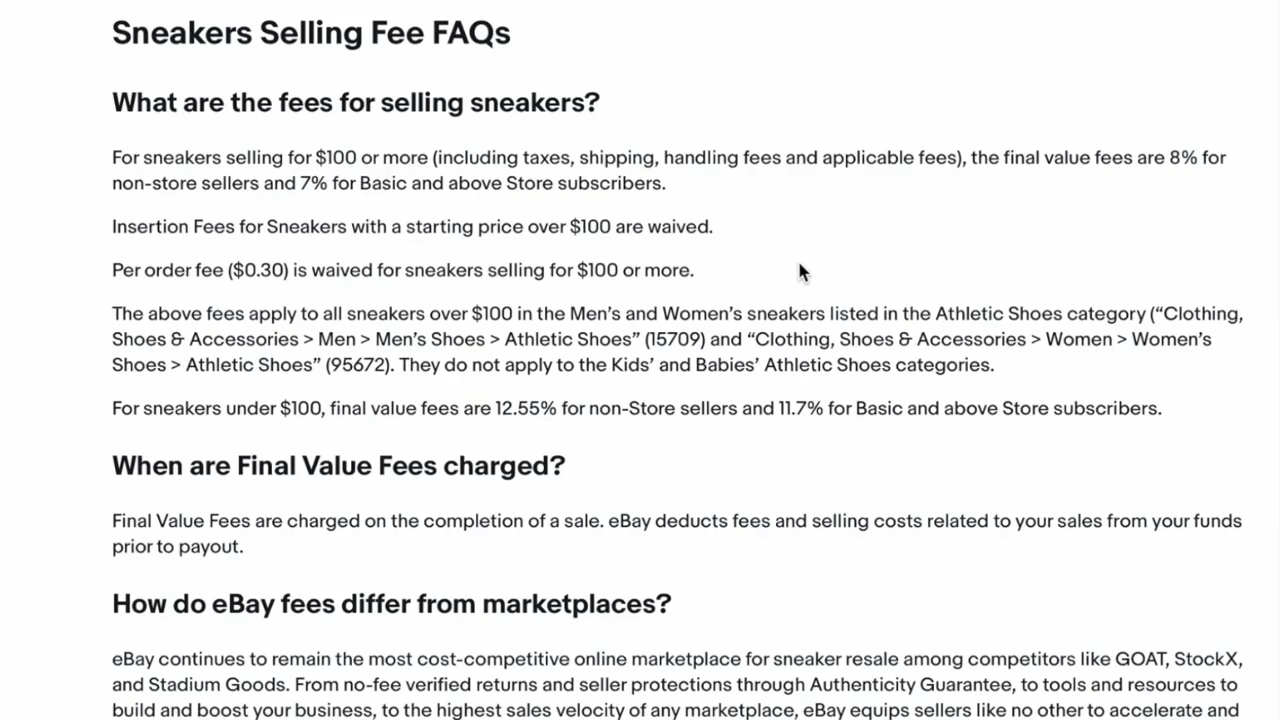 Sneakers Selling Fee FAQs
What are the fees for selling sneakers?
For sneakers selling for $100 or more (including taxes, shipping, handling fees and applicable fees), the final value fees are 8% for
non-store sellers and 7% for Basic and above Store subscribers.
Insertion Fees for Sneakers with a starting price over $100 are waived.
Per order fee ($0.30) is waived for sneakers selling for $100 or more.
The above fees apply to all sneakers over $100 in the Men’s and Women’s sneakers listed in the Athletic Shoes category (“Clothing,
Shoes & Accessories > Men > Men’s Shoes > Athletic Shoes” (15709) and “Clothing, Shoes & Accessories > Women > Women’s
Shoes > Athletic Shoes” (95672). They do not apply to the Kids’ and Babies’ Athletic Shoes categories.
For sneakers under $100, final value fees are 12.55% for non-Store sellers and 11.7% for Basic and above Store subscribers.
When are Final Value Fees charged?
Final Value Fees are charged on the completion of a sale. eBay deducts fees and selling costs related to your sales from your funds
prior to payout.
How do eBay fees differ from marketplaces?
eBay continues to remain the most cost-competitive online marketplace for sneaker resale among competitors like GOAT, StockX,
and Stadium Goods. From no-fee verified returns and seller protections through Authenticity Guarantee, to tools and resources to
build and boost your business, to the highest sales velocity of any marketplace, eBay equips sellers like no other to accelerate and